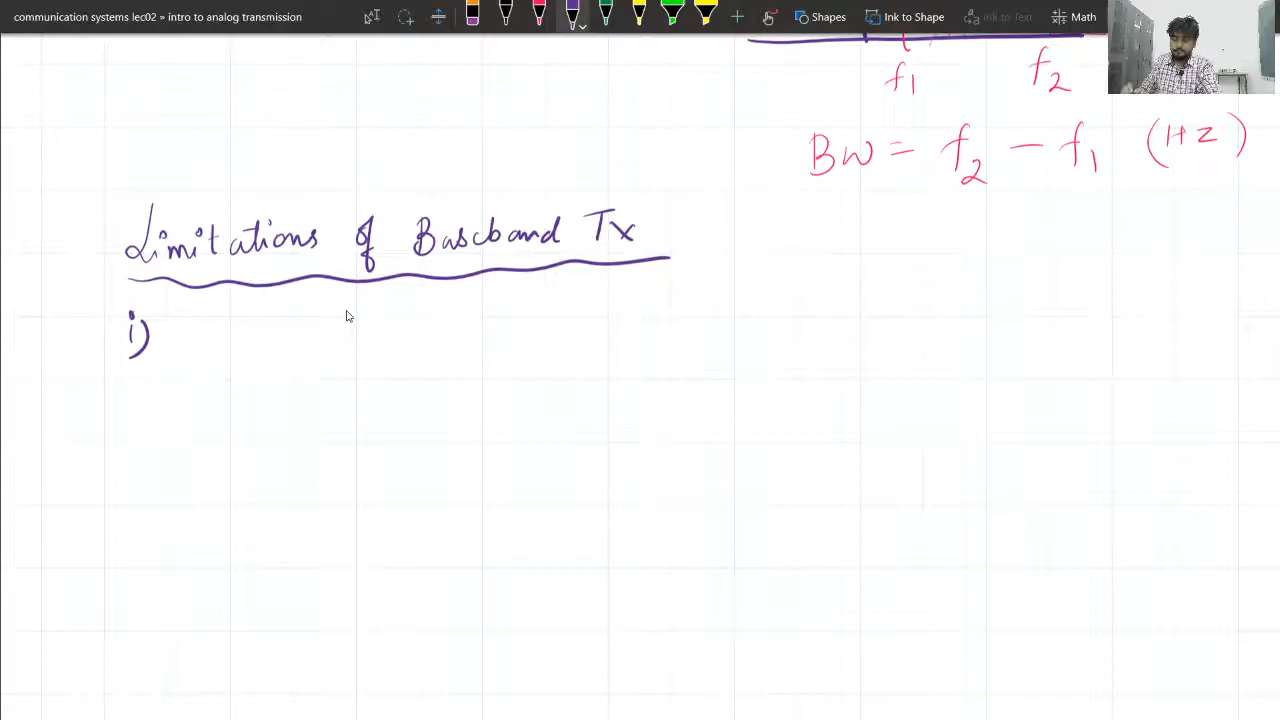 communication systems lec02 » intro to analog transmission
Shapes
Ink to Shape
Ink to Text
Math
f1 f2
BW = f2 - f1 (HZ)
Limitations of Baseband Tx
i)